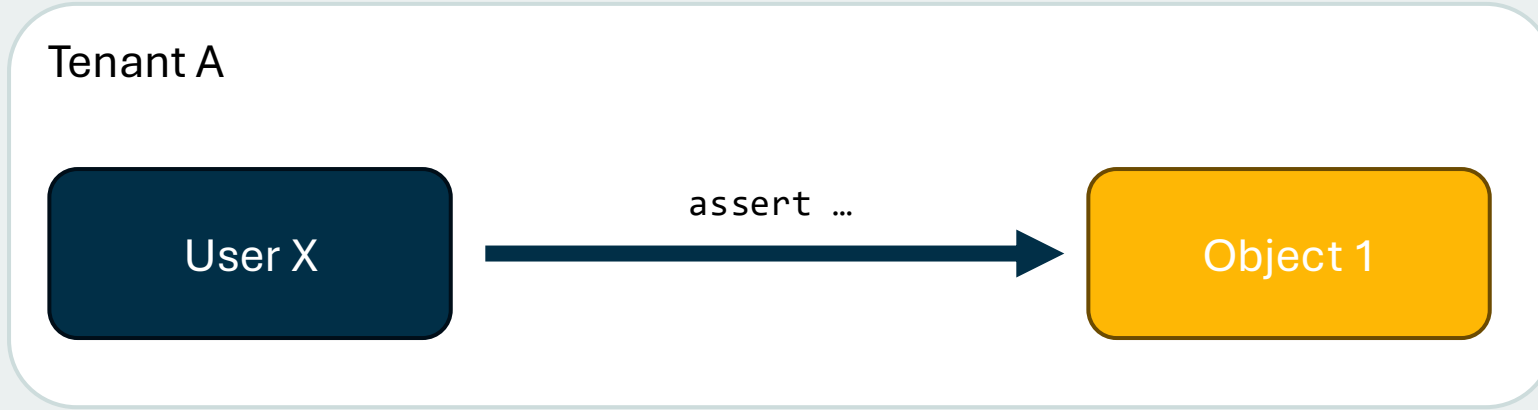 Tenant A
User X
assert …
Object 1